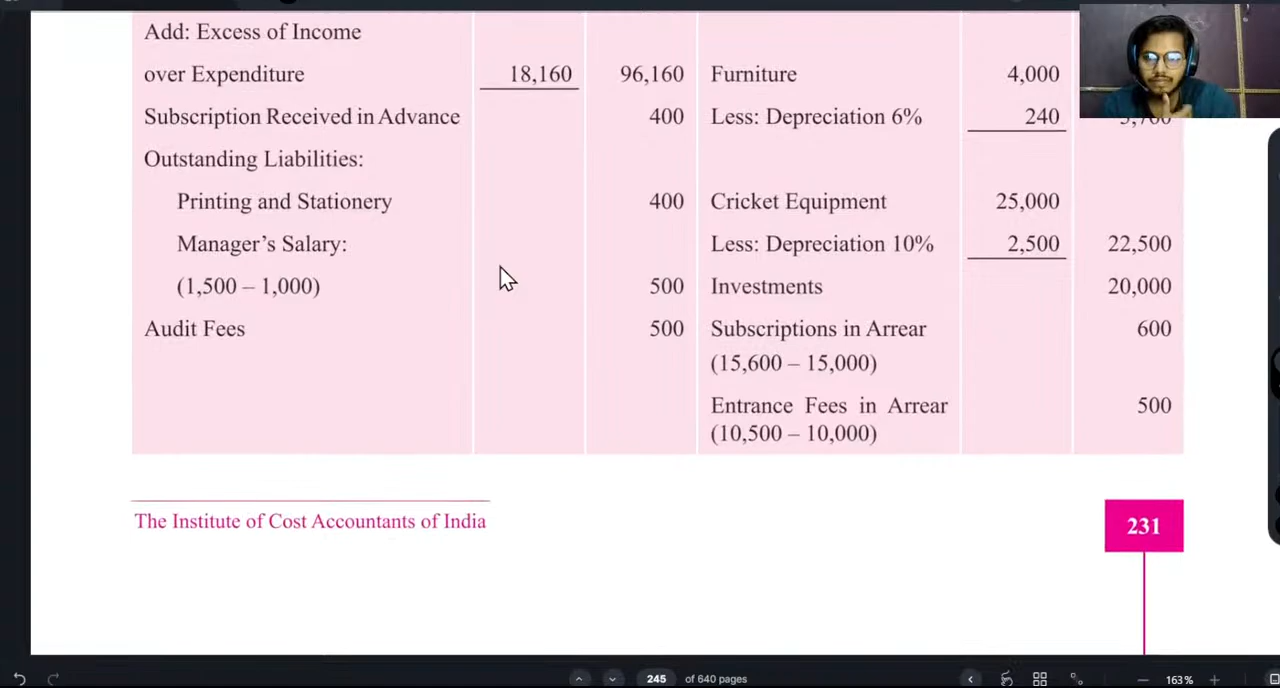 Add: Excess of Income
over Expenditure 18,160 96,160 Furniture 4,000
Subscription Received in Advance 400 Less: Depreciation 6% 240
Outstanding Liabilities:
Printing and Stationery 400 Cricket Equipment 25,000
Manager's Salary: Less: Depreciation 10% 2,500 22,500
(1,500 – 1,000) 500 Investments 20,000
Audit Fees 500 Subscriptions in Arrear 600
(15,600 – 15,000)
Entrance Fees in Arrear 500
(10,500 – 10,000)
The Institute of Cost Accountants of India
231
245 of 640 pages
163%